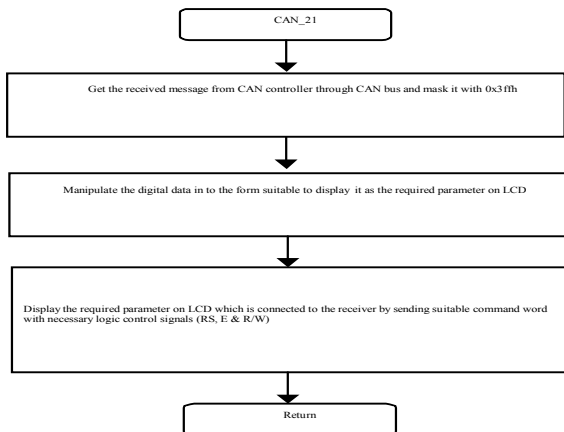 CAN_21
Get the received message from CAN controller through CAN bus and mask it with 0x3ffh
Manipulate the digital data in to the form suitable to display it as the required parameter on LCD
Display the required parameter on LCD which is connected to the receiver by sending suitable command word
with necessary logic control signals (RS, E & R/W)
Return